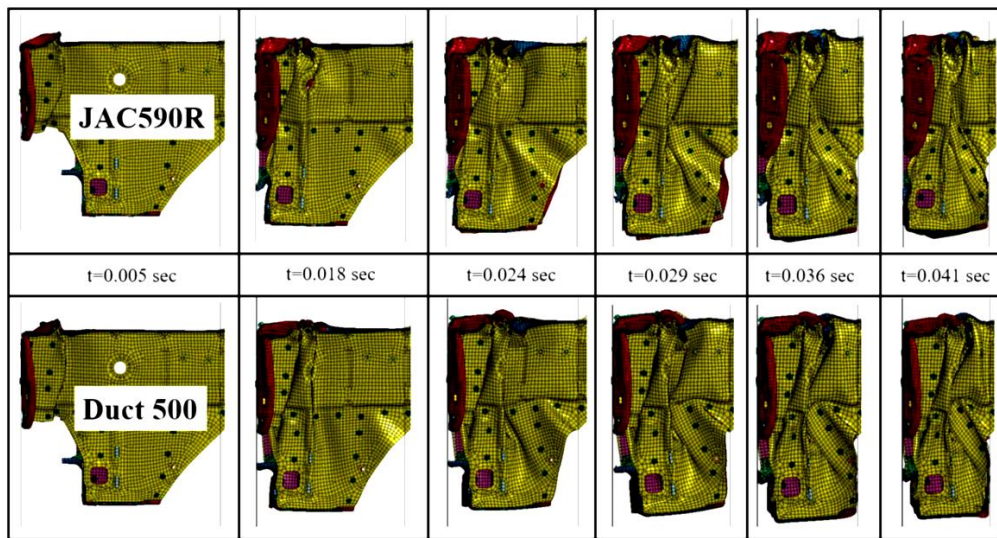 JAC590R
t=0.005 sec
t=0.018 sec
t=0.024 sec
t=0.029 sec
t=0.036 sec
t=0.041 sec
Duct 500